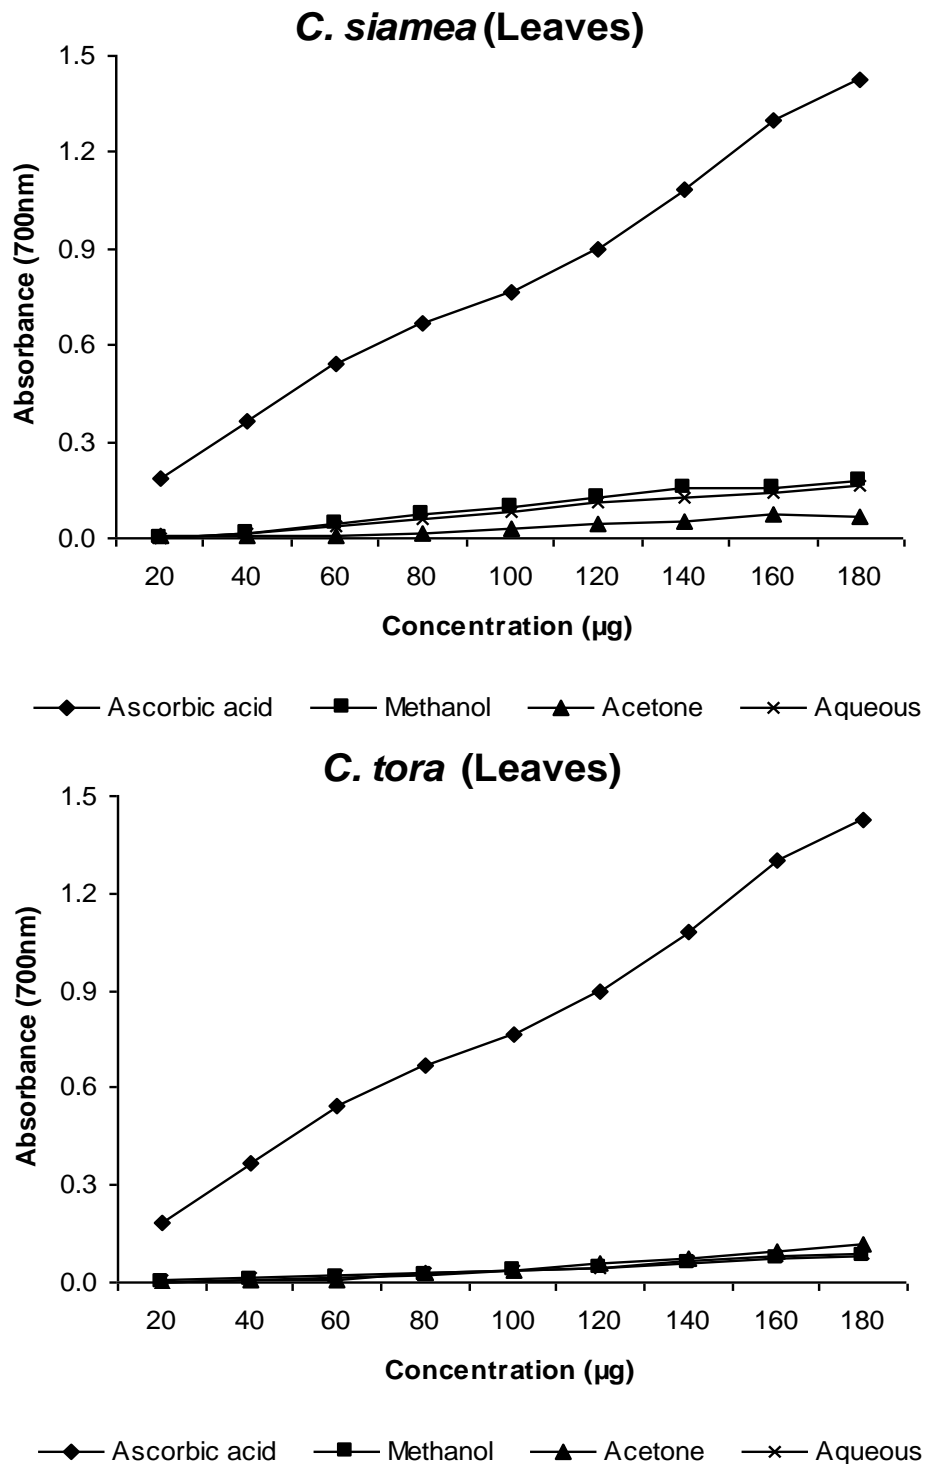 C. siamea (Leaves)
1.5
1.2
0.9
0.6
0.3
0.0
Absorbance (700nm)
20 40 60 80 100 120 140 160 180
Concentration (µg)
Ascorbic acid Methanol Acetone Aqueous
C. tora (Leaves)
1.5
1.2
0.9
0.6
0.3
0.0
Absorbance (700nm)
20 40 60 80 100 120 140 160 180
Concentration (µg)
Ascorbic acid Methanol Acetone Aqueous